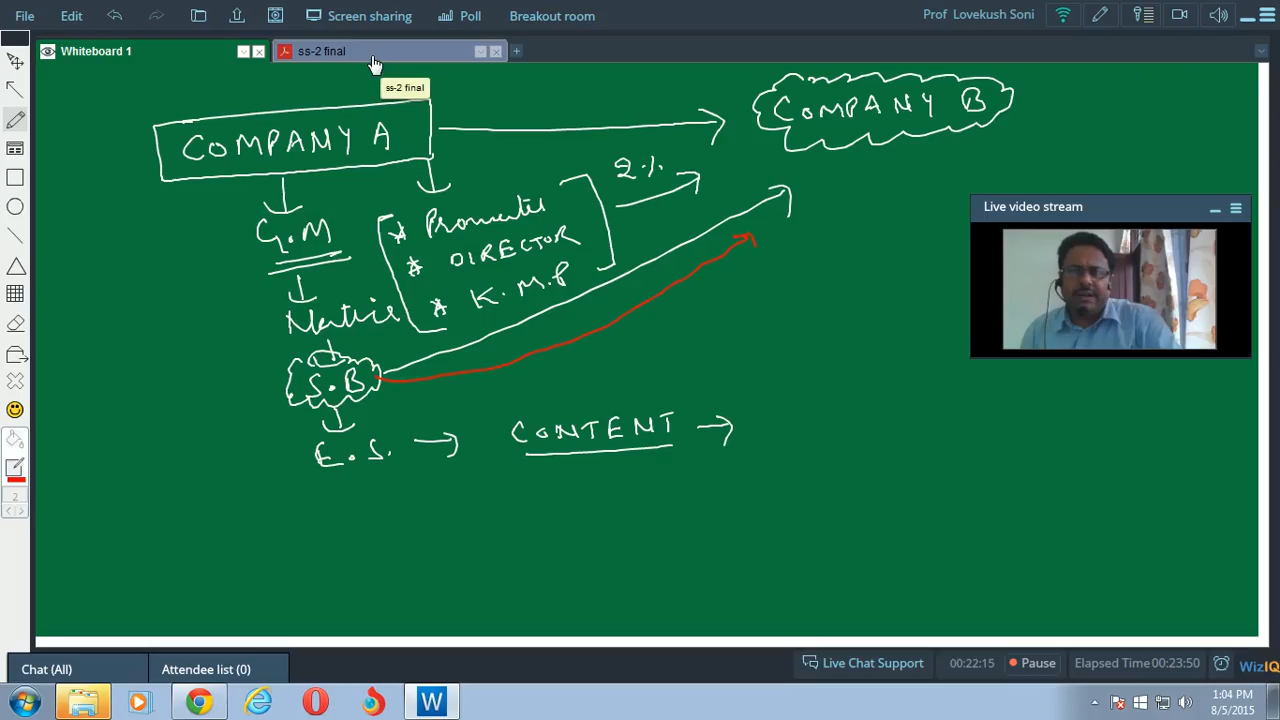 File Edit Screen sharing Poll Breakout room Prof Lovekush Soni
Whiteboard 1 ss-2 final
ss-2 final
COMPANY A
COMPANY B
2%
G.M
* Promoter
* DIRECTOR
* K.M.P
S.B
E.S. → CONTENT →
Live video stream
2
Chat (All) Attendee list (0) Live Chat Support 00:22:15 Pause Elapsed Time 00:23:50 WizIQ
W
1:04 PM
8/5/2015